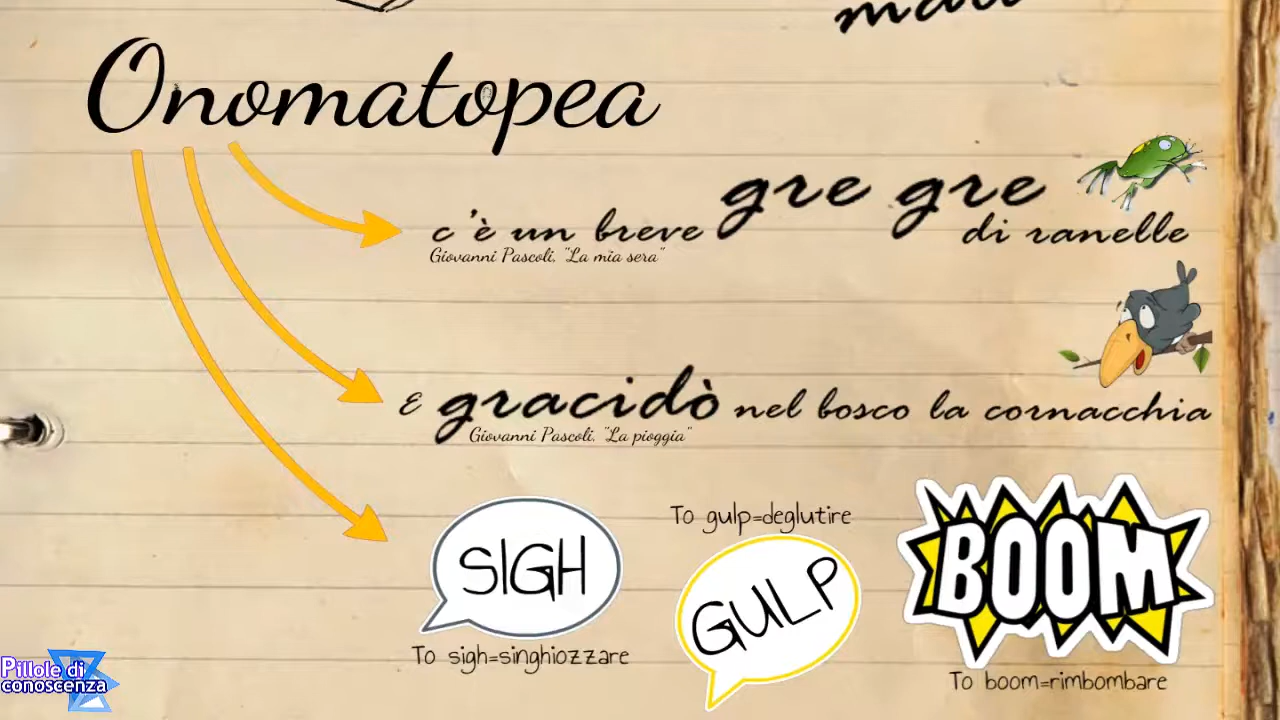 Onomatopea
c'è un breve gre gre di ranelle
Giovanni Pascoli. "La mia sera"
E gracidò nel bosco la cornacchia
Giovanni Pascoli. "La pioggia"
To gulp=deglutire
SIGH
GULP
BOOM
To sigh=singhiozzare
To boom=rimbombare
Pillole di
conoscenza